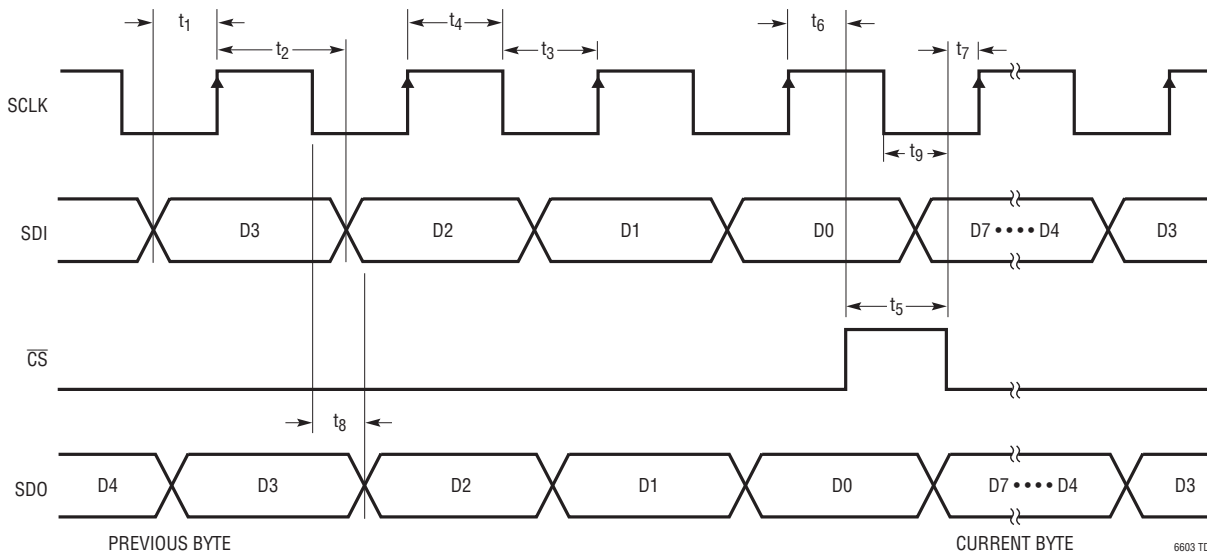 t1 t2 t4 t3 t6 t7
SCLK
t9
SDI D3 D2 D1 D0 D7 •••• D4 D3
t5
CS
t8
SDO D4 D3 D2 D1 D0 D7 •••• D4 D3
PREVIOUS BYTE CURRENT BYTE